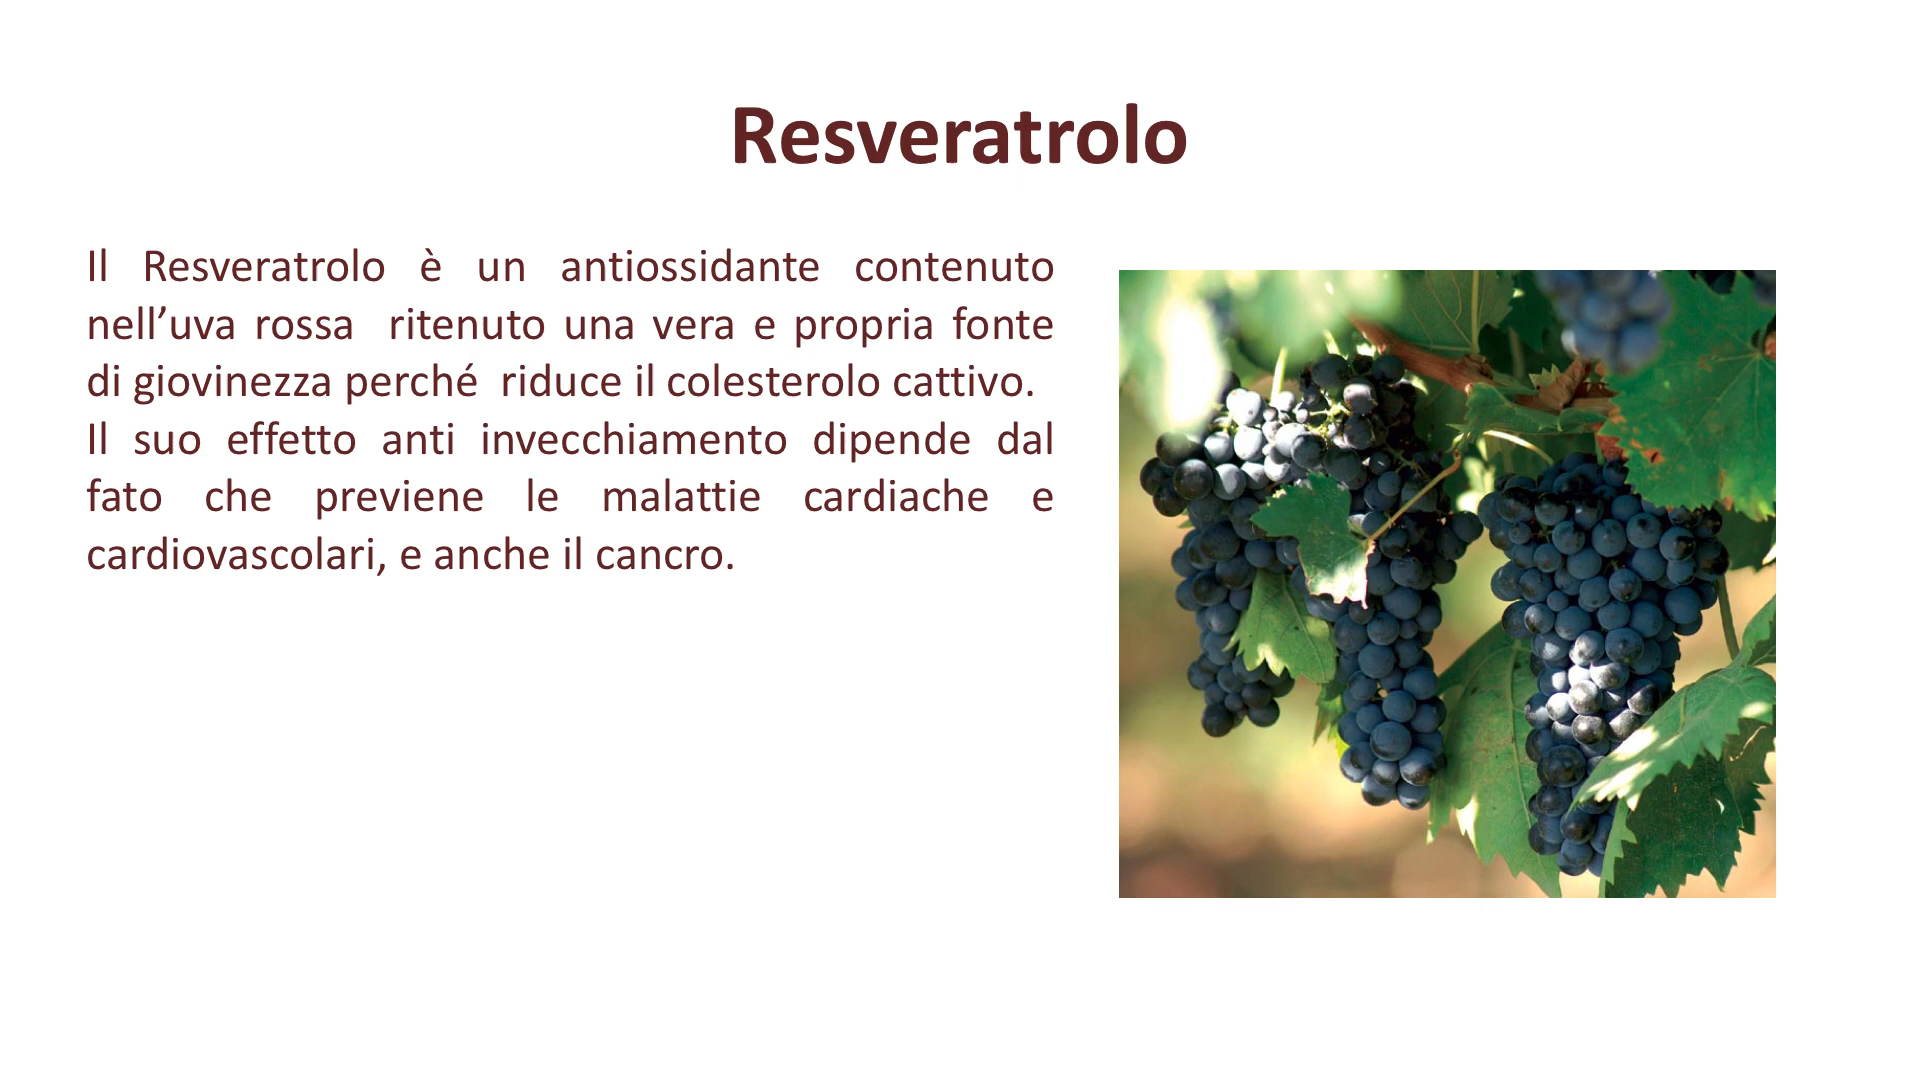 Resveratrolo
Il Resveratrolo è un antiossidante contenuto
nell’uva rossa  ritenuto una vera e propria fonte
di giovinezza perché  riduce il colesterolo cattivo.
Il suo effetto anti invecchiamento dipende dal
fato che previene le malattie cardiache e
cardiovascolari, e anche il cancro.